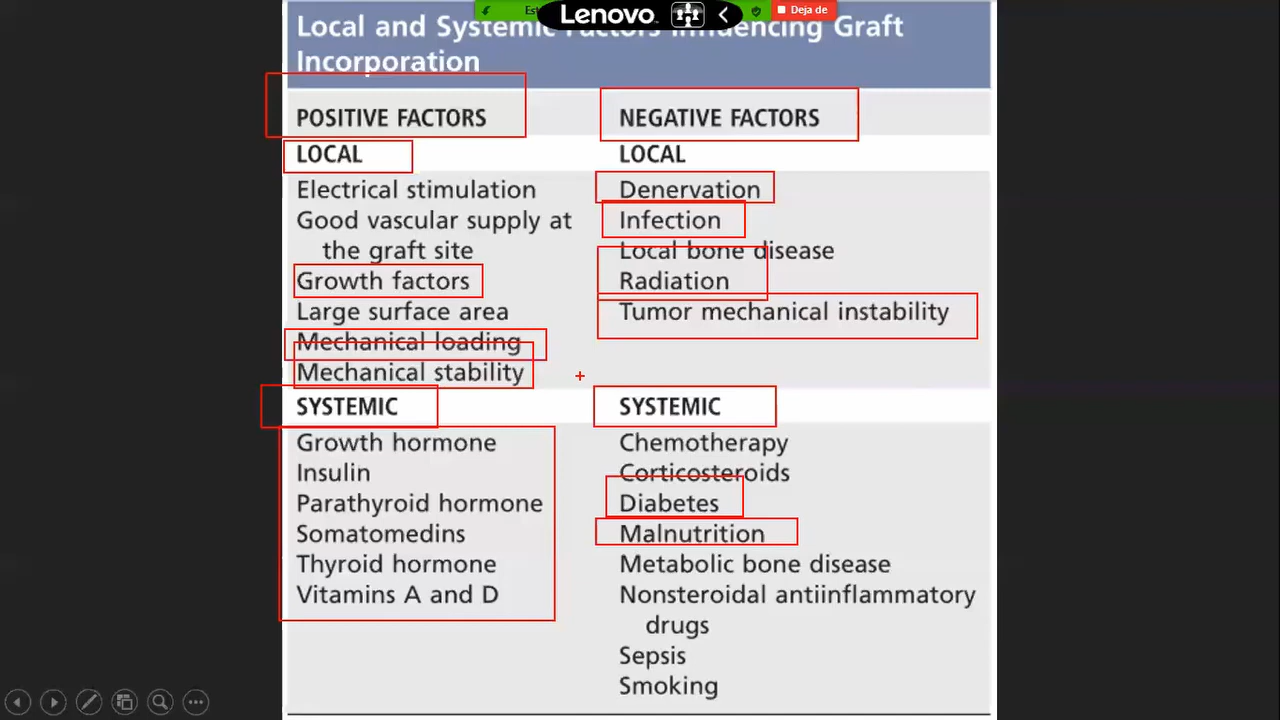 Est
Lenovo
Deja de
Local and Systemic Factors Influencing Graft
Incorporation
POSITIVE FACTORS
NEGATIVE FACTORS
LOCAL
LOCAL
Electrical stimulation
Denervation
Good vascular supply at
Infection
the graft site
Local bone disease
Growth factors
Radiation
Large surface area
Tumor mechanical instability
Mechanical loading
Mechanical stability
SYSTEMIC
SYSTEMIC
Growth hormone
Chemotherapy
Insulin
Corticosteroids
Parathyroid hormone
Diabetes
Somatomedins
Malnutrition
Thyroid hormone
Metabolic bone disease
Vitamins A and D
Nonsteroidal antiinflammatory
drugs
Sepsis
Smoking